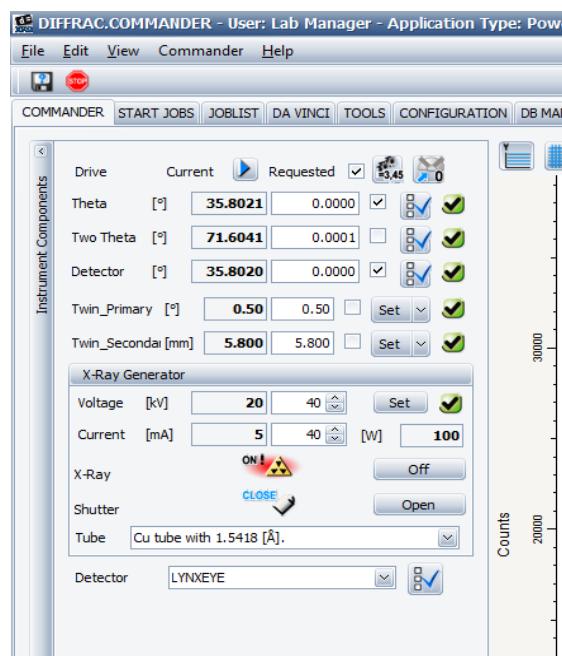 DIFFRAC.COMMANDER - User: Lab Manager - Application Type: Pow
File Edit View Commander Help
STOP
COMMANDER START JOBS JOBLIST DA VINCI TOOLS CONFIGURATION DB MA
Instrument Components
Drive Current Requested =3,45 0
Theta [°] 35.8021 0.0000
Two Theta [°] 71.6041 0.0001
Detector [°] 35.8020 0.0000
Twin_Primary [°] 0.50 0.50 Set
Twin_Secondar [mm] 5.800 5.800 Set
X-Ray Generator
Voltage [kV] 20 40 Set
Current [mA] 5 40 [W] 100
X-Ray ON! Off
Shutter CLOSE Open
Tube Cu tube with 1.5418 [Å].
Detector LYNXEYE
Y
30000
20000
Counts